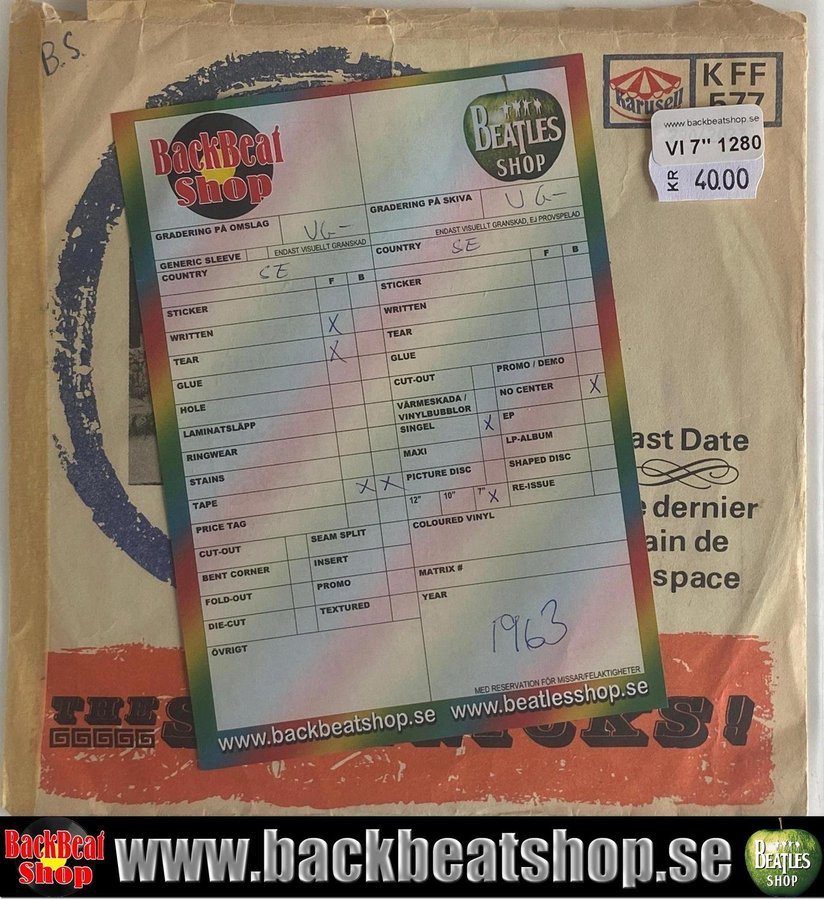 B.S.
Karusell
KFF
577
www.backbeatshop.se
VI 7" 1280
KR 40.00
BackBeat
Shop
BEATLES
SHOP
GRADERING PÅ OMSLAG VG-
ENDAST VISUELLT GRANSKAD
GENERIC SLEEVE
COUNTRY SE
F B
STICKER
WRITTEN X
TEAR X
GLUE
HOLE
LAMINATSLÄPP
RINGWEAR
STAINS
TAPE X X
PRICE TAG
CUT-OUT SEAM SPLIT
BENT CORNER INSERT
FOLD-OUT PROMO
DIE-CUT TEXTURED
ÖVRIGT
GRADERING PÅ SKIVA VG-
ENDAST VISUELLT GRANSKAD, EJ PROVSPELAD
COUNTRY SE
F B
STICKER
WRITTEN
TEAR
GLUE
CUT-OUT PROMO / DEMO
VÄRMESKADA /
VINYLBUBBLOR NO CENTER X
SINGEL X EP
MAXI LP-ALBUM
PICTURE DISC SHAPED DISC
12" 10" 7" X RE-ISSUE
COLOURED VINYL
MATRIX #
YEAR
1963
MED RESERVATION FÖR MISSAR/FELAKTIGHETER
www.backbeatshop.se www.beatlesshop.se
ast Date
dernier
ain de
space
THE S CKS!
BackBeat
Shop
www.backbeatshop.se
BEATLES
SHOP